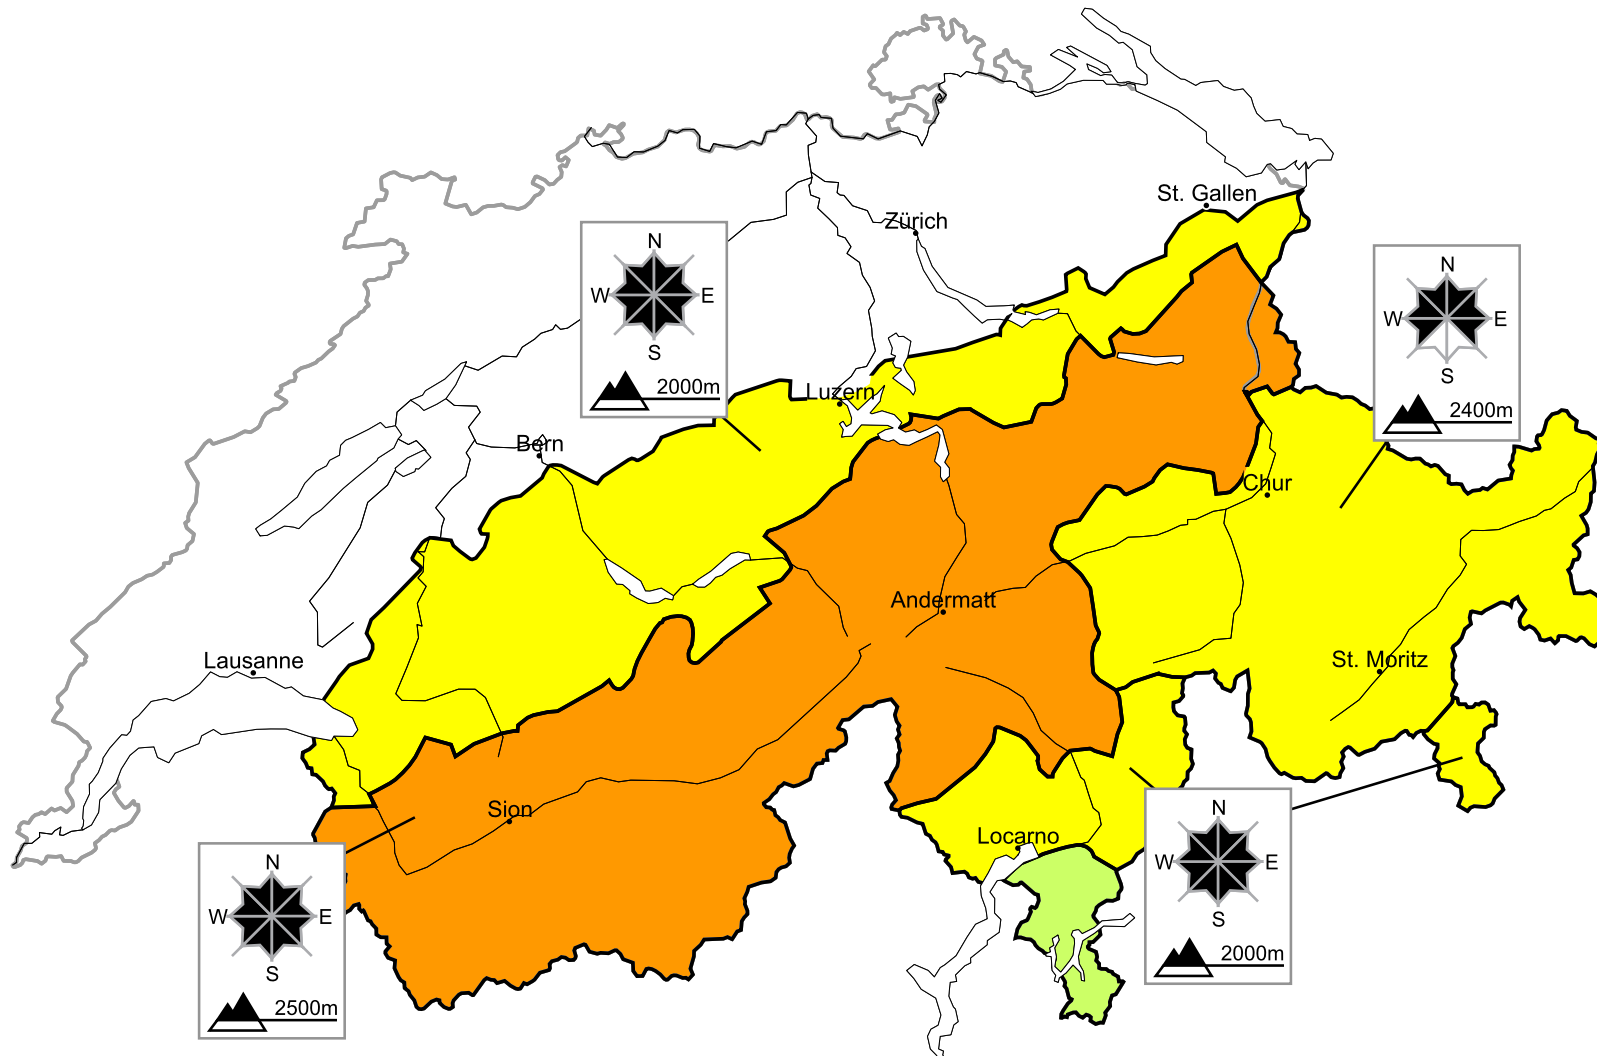 St. Gallen
Zürich
N
W E
S
2000m
N
W E
S
2400m
Luzern
Bern
Chur
Andermatt
Lausanne
St. Moritz
Sion
Locarno
N
W E
S
2000m
N
W E
S
2500m